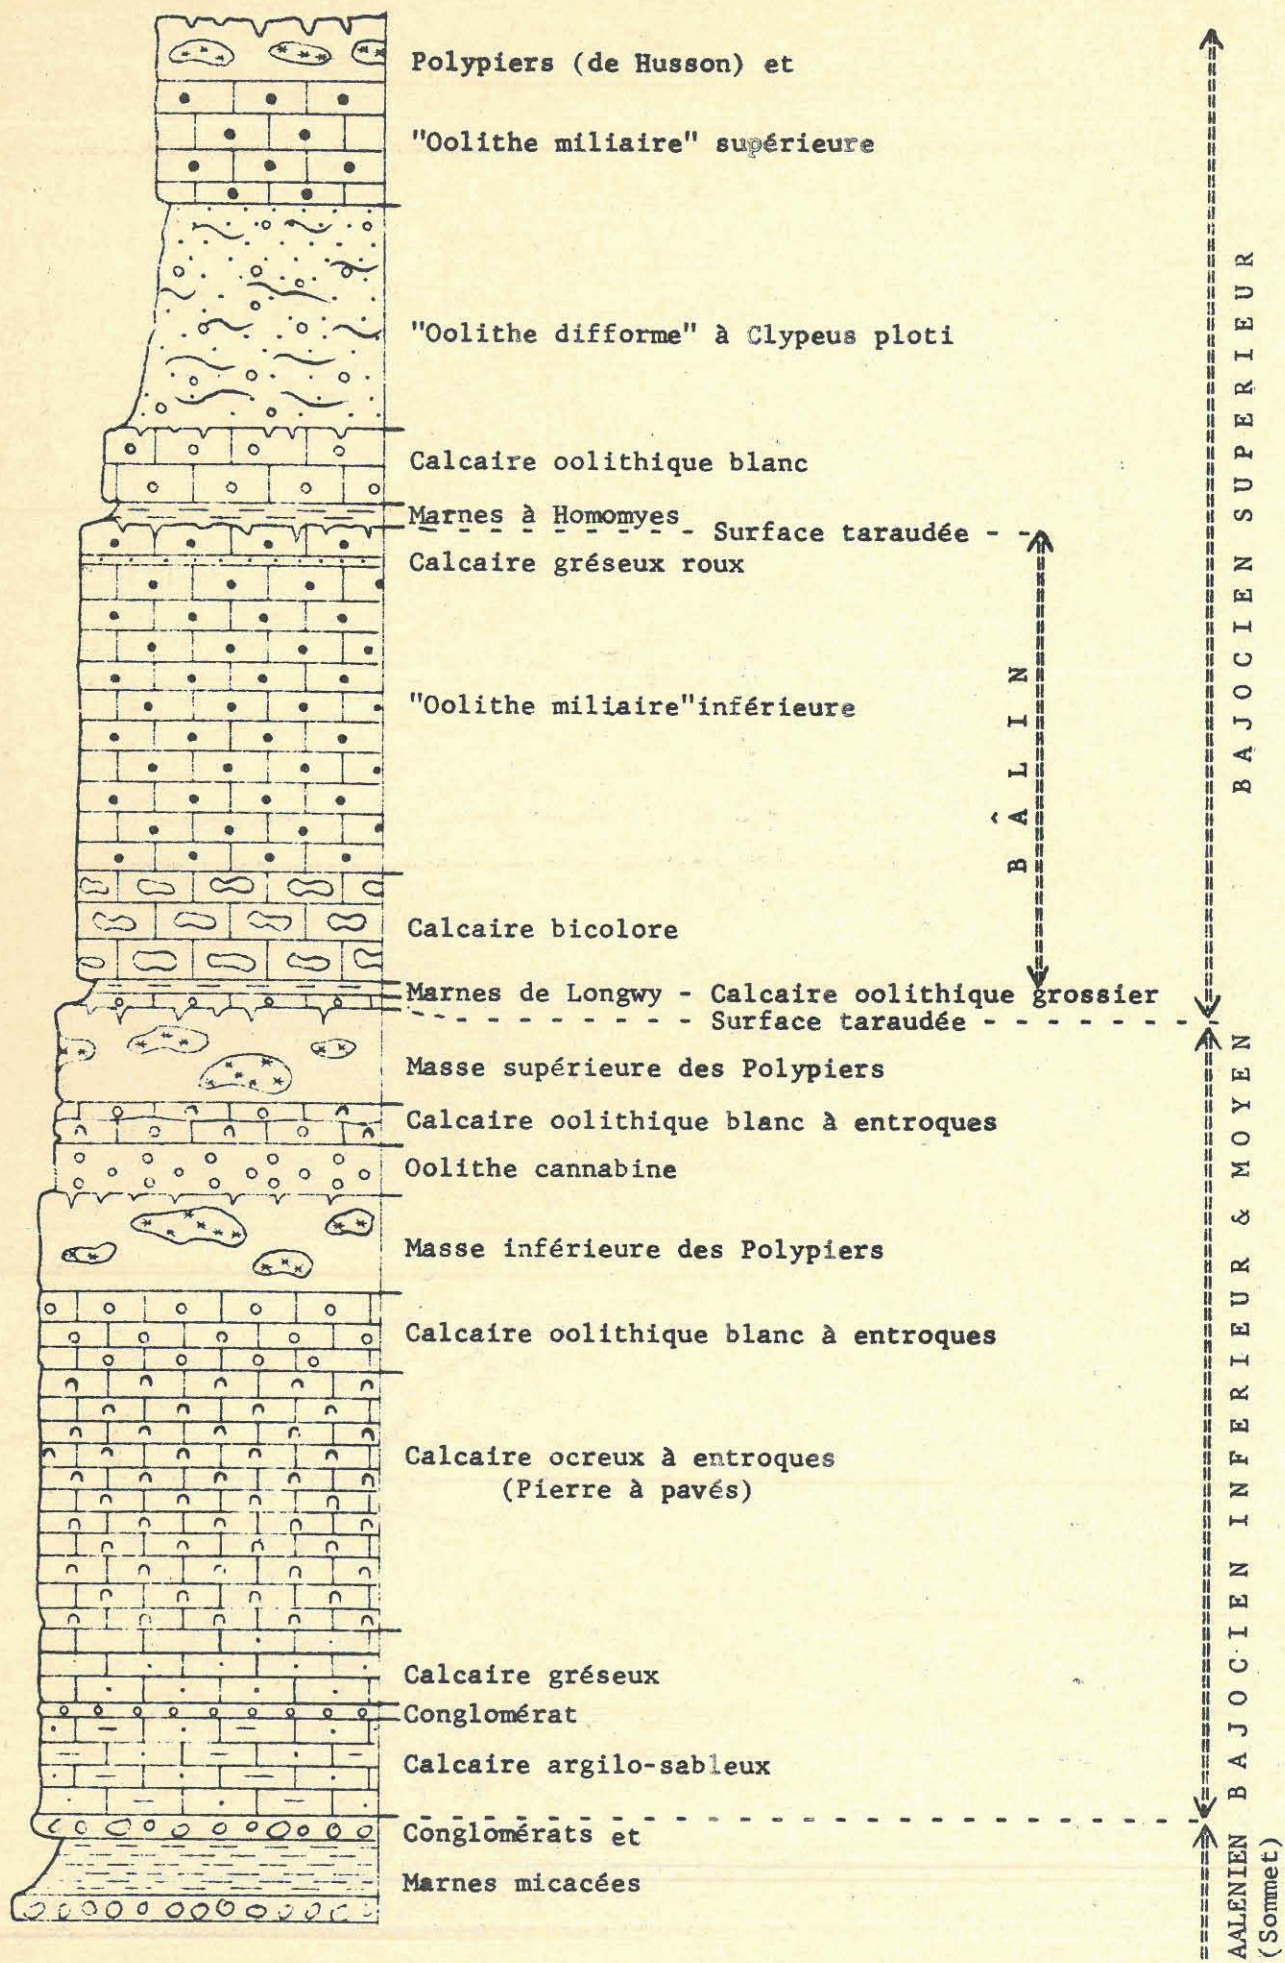 Polypiers (de Husson) et
"Oolithe miliaire" supérieure
"Oolithe difforme" à Clypeus ploti
Calcaire oolithique blanc
Marnes à Homomyes
Surface taraudée
Calcaire gréseux roux
"Oolithe miliaire"inférieure
Calcaire bicolore
Marnes de Longwy - Calcaire oolithique grossier
Surface taraudée
Masse supérieure des Polypiers
Calcaire oolithique blanc à entroques
Oolithe cannabine
Masse inférieure des Polypiers
Calcaire oolithique blanc à entroques
Calcaire ocreux à entroques
(Pierre à pavés)
Calcaire gréseux
Conglomérat
Calcaire argilo-sableux
Conglomérats et
Marnes micacées
BÂLIN
BAJOCIEN SUPERIEUR
BAJOCIEN INFERIEUR & MOYEN
AALENIEN
(Sommet)